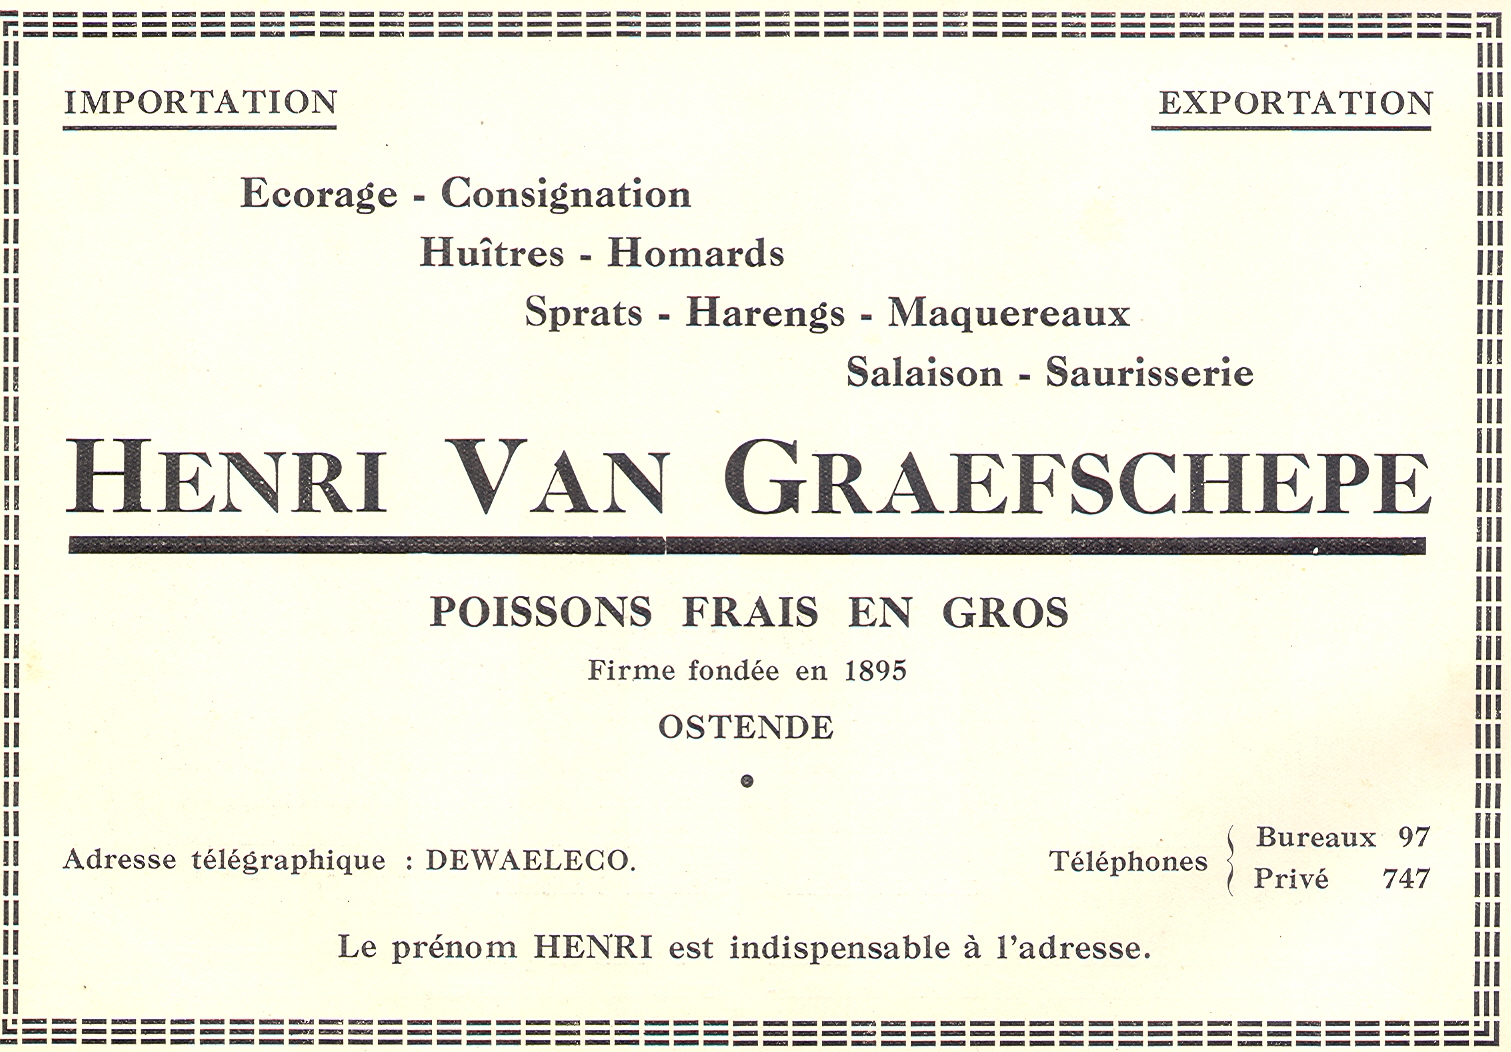 IMPORTATION EXPORTATION
Ecorage - Consignation
Huîtres - Homards
Sprats - Harengs - Maquereaux
Salaison - Saurisserie
HENRI VAN GRAEFSCHEPE
POISSONS FRAIS EN GROS
Firme fondée en 1895
OSTENDE
Adresse télégraphique : DEWAELECO.
Téléphones { Bureaux 97
Privé 747
Le prénom HENRI est indispensable à l'adresse.